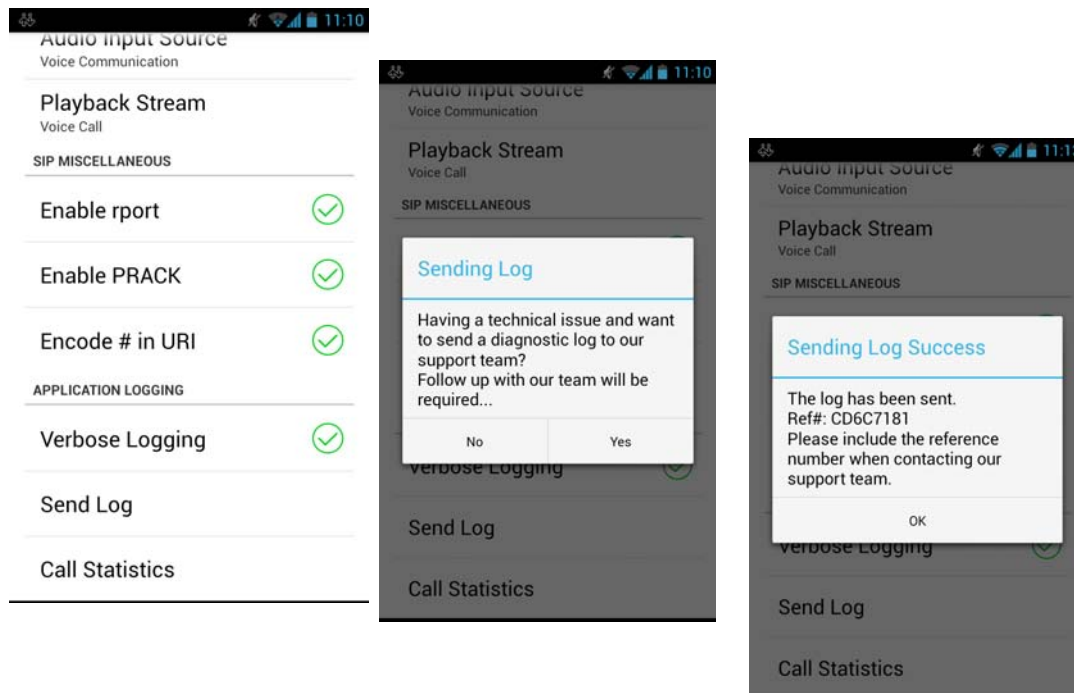 11:10
Audio Input Source
Voice Communication
Playback Stream
Voice Call
SIP MISCELLANEOUS
Enable rport
Enable PRACK
Encode # in URI
APPLICATION LOGGING
Verbose Logging
Send Log
Call Statistics
11:10
Audio Input Source
Voice Communication
Playback Stream
Voice Call
SIP MISCELLANEOUS
Sending Log
Having a technical issue and want
to send a diagnostic log to our
support team?
Follow up with our team will be
required...
No Yes
Verbose Logging
Send Log
Call Statistics
Audio Input Source
Voice Communication
Playback Stream
Voice Call
SIP MISCELLANEOUS
Sending Log Success
The log has been sent.
Ref#: CD6C7181
Please include the reference
number when contacting our
support team.
OK
Verbose Logging
Send Log
Call Statistics